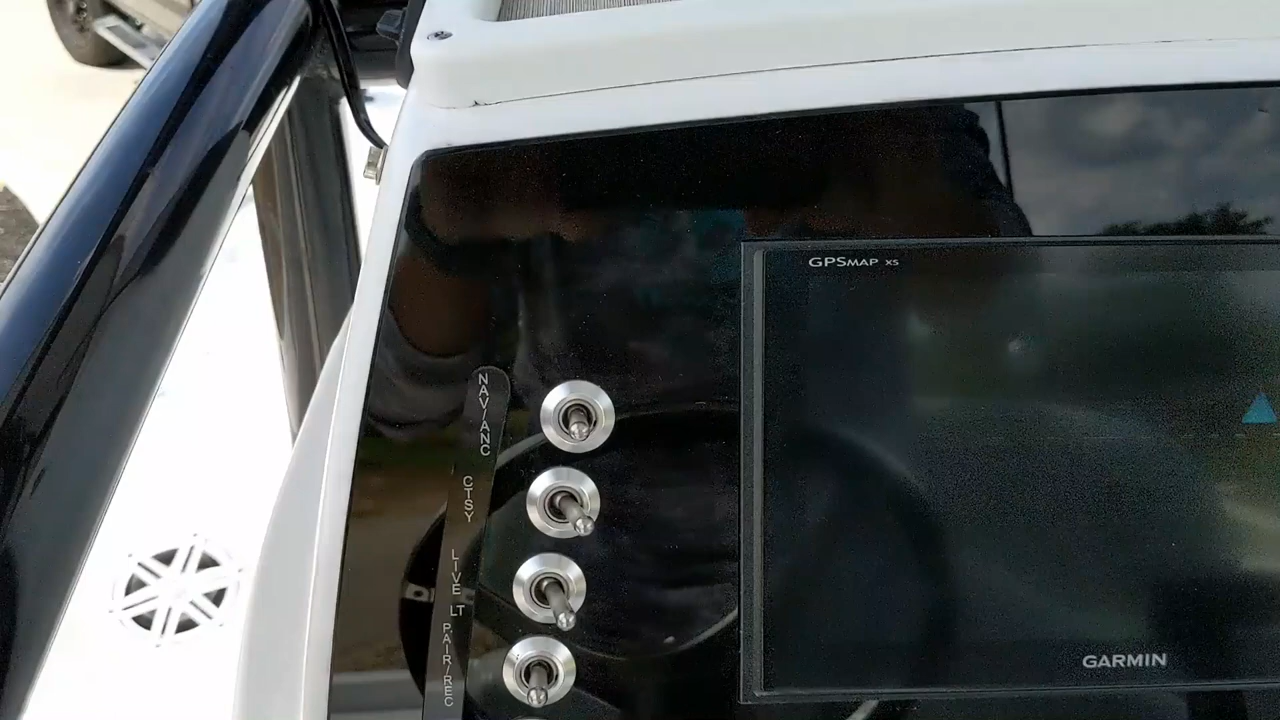 GPSMAP XS
NAV/ANC
CTSY
LIVE LT
PAIR/REC
GARMIN